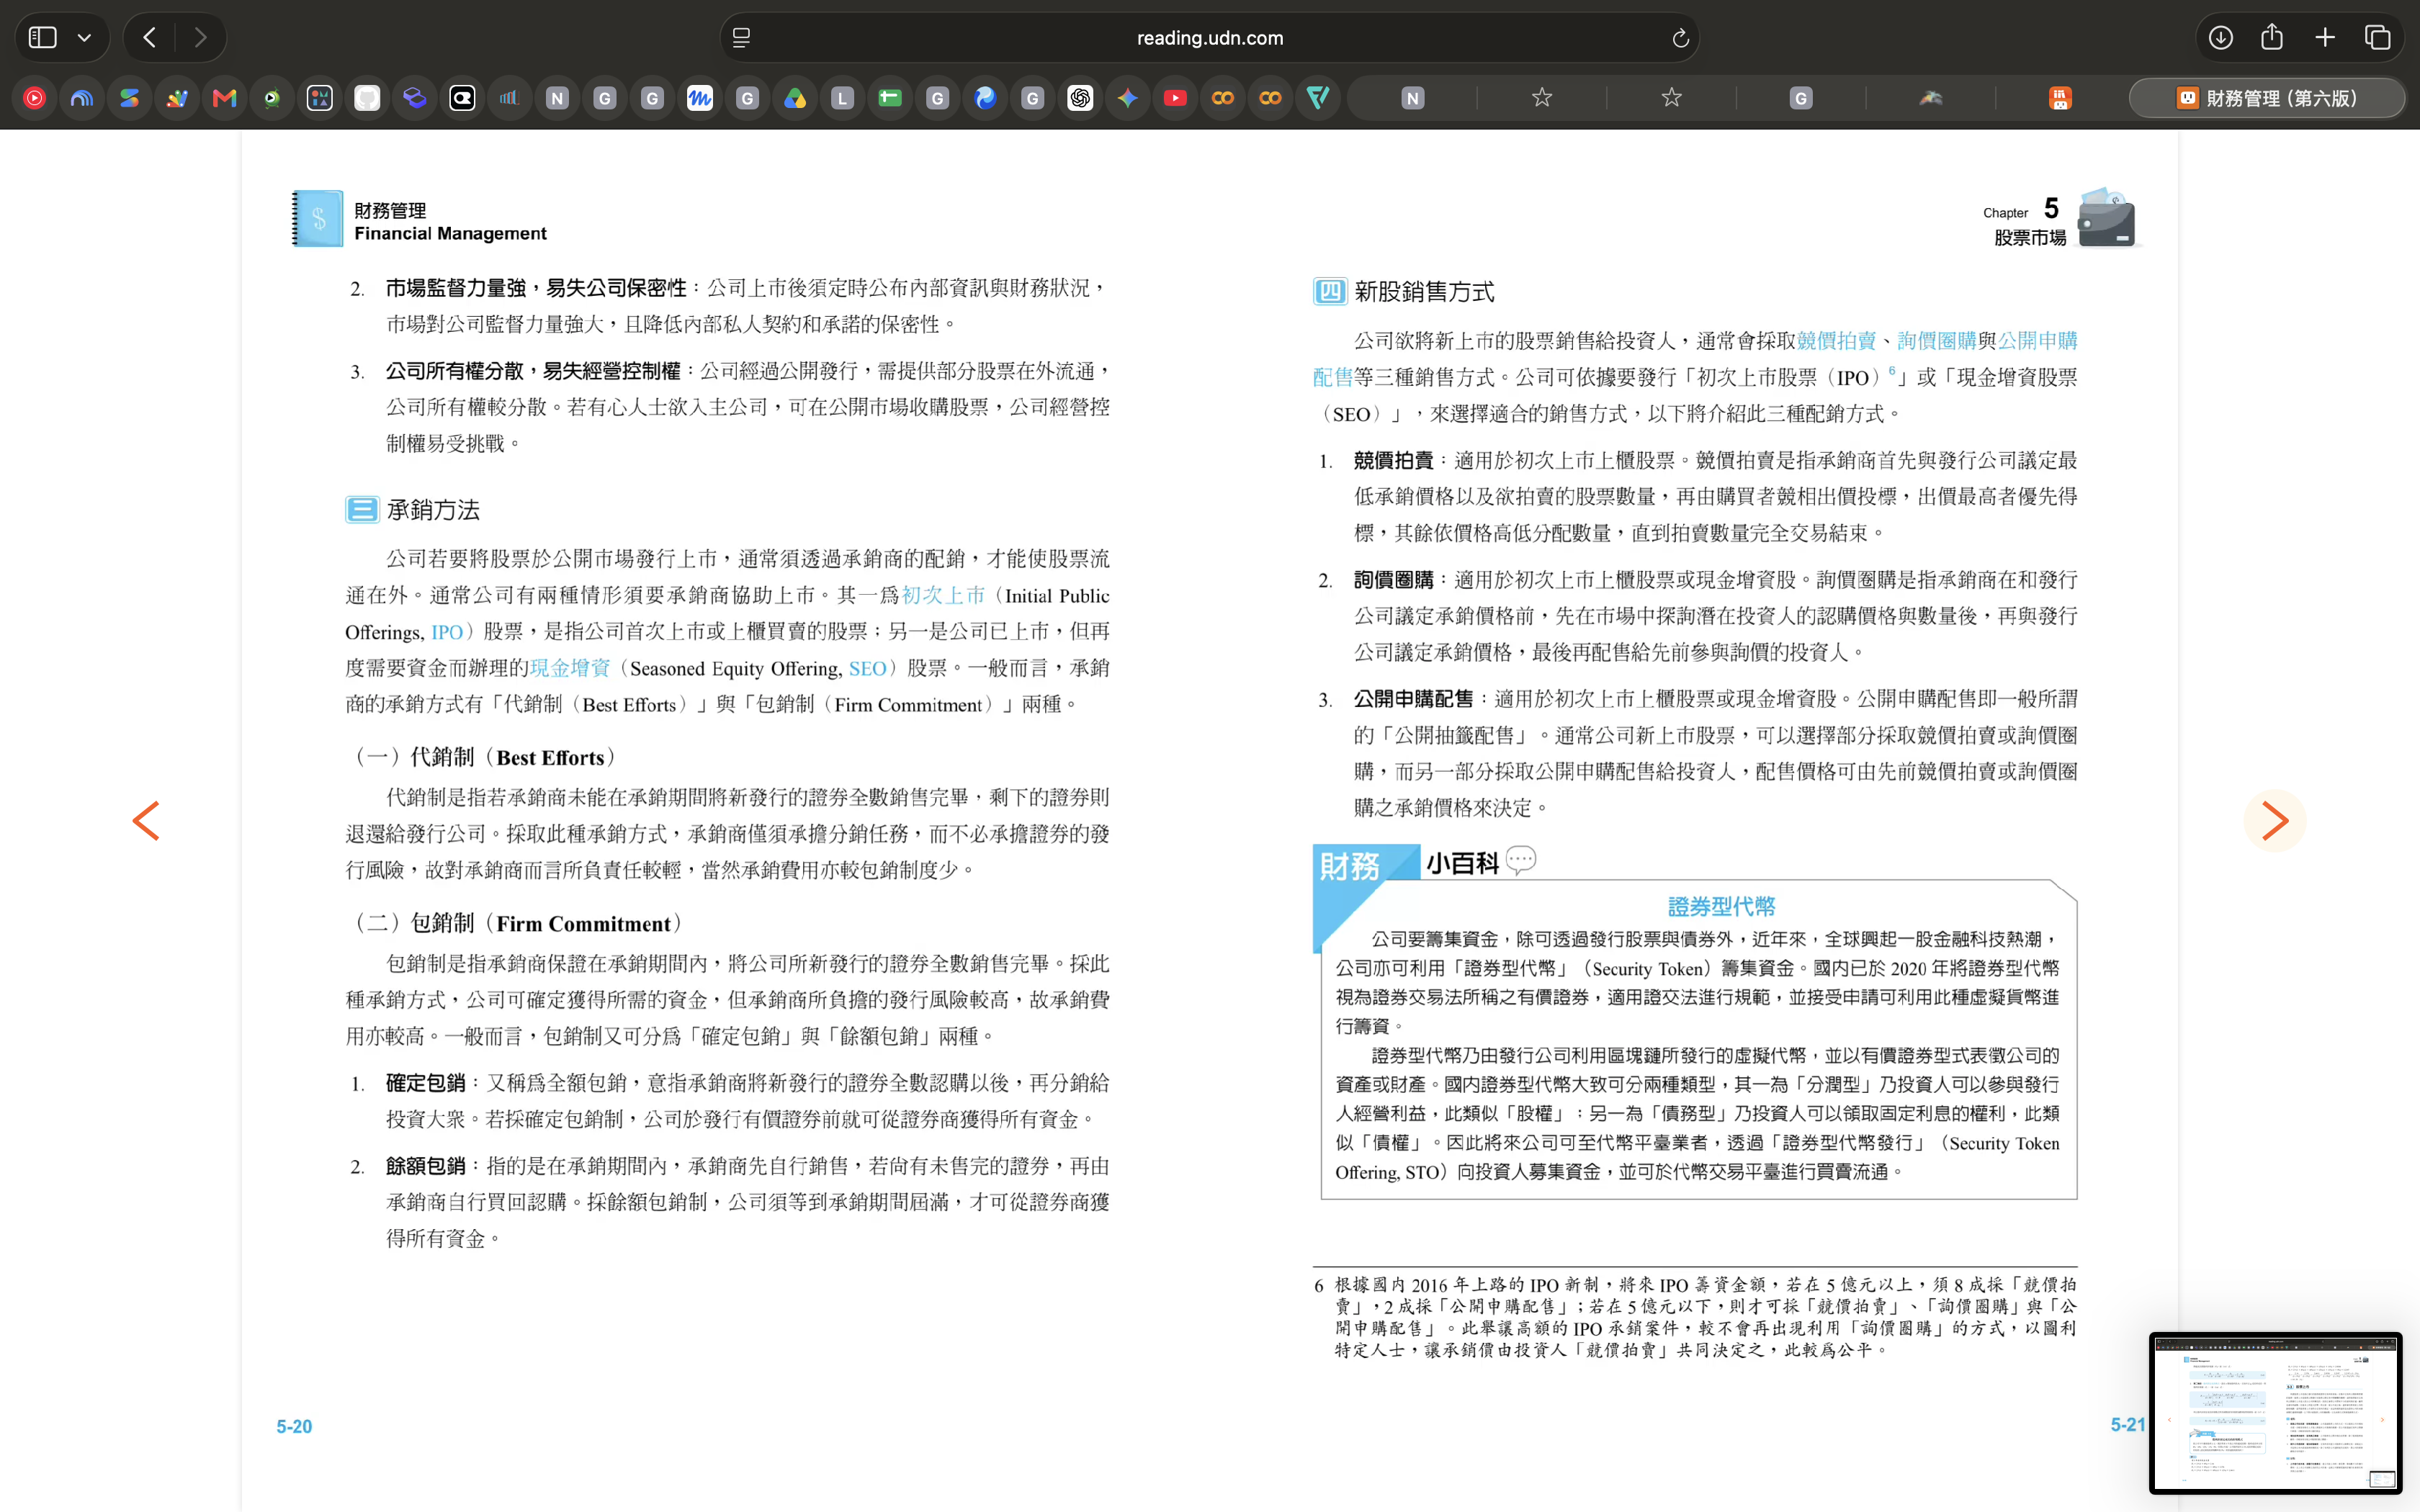 reading.udn.com
財務管理 (第六版)
財務管理
Financial Management
2. 市場監督力量強，易失公司保密性：公司上市後須定時公布內部資訊與財務狀況，
市場對公司監督力量強大，且降低內部私人契約和承諾的保密性。
3. 公司所有權分散，易失經營控制權：公司經過公開發行，需提供部分股票在外流通，
公司所有權較分散。若有心人士欲入主公司，可在公開市場收購股票，公司經營控
制權易受挑戰。
三 承銷方法
公司若要將股票於公開市場發行上市，通常須透過承銷商的配銷，才能使股票流
通在外。通常公司有兩種情形須要承銷商協助上市。其一為初次上市（Initial Public
Offerings, IPO）股票，是指公司首次上市或上櫃買賣的股票；另一是公司已上市，但再
度需要資金而辦理的現金增資（Seasoned Equity Offering, SEO）股票。一般而言，承銷
商的承銷方式有「代銷制（Best Efforts）」與「包銷制（Firm Commitment）」兩種。
（一）代銷制（Best Efforts）
代銷制是指若承銷商未能在承銷期間將新發行的證券全數銷售完畢，剩下的證券則
退還給發行公司。採取此種承銷方式，承銷商僅須承擔分銷任務，而不必承擔證券的發
行風險，故對承銷商而言所負責任較輕，當然承銷費用亦較包銷制度少。
（二）包銷制（Firm Commitment）
包銷制是指承銷商保證在承銷期間內，將公司所新發行的證券全數銷售完畢。採此
種承銷方式，公司可確定獲得所需的資金，但承銷商所負擔的發行風險較高，故承銷費
用亦較高。一般而言，包銷制又可分為「確定包銷」與「餘額包銷」兩種。
1. 確定包銷：又稱為全額包銷，意指承銷商將新發行的證券全數認購以後，再分銷給
投資大眾。若採確定包銷制，公司於發行有價證券前就可從證券商獲得所有資金。
2. 餘額包銷：指的是在承銷期間內，承銷商先自行銷售，若尚有未售完的證券，再由
承銷商自行買回認購。採餘額包銷制，公司須等到承銷期間屆滿，才可從證券商獲
得所有資金。
5-20
Chapter 5
股票市場
四 新股銷售方式
公司欲將新上市的股票銷售給投資人，通常會採取競價拍賣、詢價圈購與公開申購
配售等三種銷售方式。公司可依據要發行「初次上市股票（IPO）6」或「現金增資股票
（SEO）」，來選擇適合的銷售方式，以下將介紹此三種配銷方式。
1. 競價拍賣：適用於初次上市上櫃股票。競價拍賣是指承銷商首先與發行公司議定最
低承銷價格以及欲拍賣的股票數量，再由購買者競相出價投標，出價最高者優先得
標，其餘依價格高低分配數量，直到拍賣數量完全交易結束。
2. 詢價圈購：適用於初次上市上櫃股票或現金增資股。詢價圈購是指承銷商在和發行
公司議定承銷價格前，先在市場中探詢潛在投資人的認購價格與數量後，再與發行
公司議定承銷價格，最後再配售給先前參與詢價的投資人。
3. 公開申購配售：適用於初次上市上櫃股票或現金增資股。公開申購配售即一般所謂
的「公開抽籤配售」。通常公司新上市股票，可以選擇部分採取競價拍賣或詢價圈
購，而另一部分採取公開申購配售給投資人，配售價格可由先前競價拍賣或詢價圈
購之承銷價格來決定。
財務 小百科
證券型代幣
公司要籌集資金，除可透過發行股票與債券外，近年來，全球興起一股金融科技熱潮，
公司亦可利用「證券型代幣」（Security Token）籌集資金。國內已於 2020 年將證券型代幣
視為證券交易法所稱之有價證券，適用證交法進行規範，並接受申請可利用此種虛擬貨幣進
行籌資。
證券型代幣乃由發行公司利用區塊鏈所發行的虛擬代幣，並以有價證券型式表徵公司的
資產或財產。國內證券型代幣大致可分兩種類型，其一為「分潤型」乃投資人可以參與發行
人經營利益，此類似「股權」；另一為「債務型」乃投資人可以領取固定利息的權利，此類
似「債權」。因此將來公司可至代幣平臺業者，透過「證券型代幣發行」（Security Token
Offering, STO）向投資人募集資金，並可於代幣交易平臺進行買賣流通。
6 根據國內 2016 年上路的 IPO 新制，將來 IPO 籌資金額，若在 5 億元以上，須 8 成採「競價拍
賣」，2 成採「公開申購配售」；若在 5 億元以下，則才可採「競價拍賣」、「詢價圈購」與「公
開申購配售」。此舉讓高額的 IPO 承銷案件，較不會再出現利用「詢價圈購」的方式，以圖利
特定人士，讓承銷價由投資人「競價拍賣」共同決定之，此較為公平。
5-21